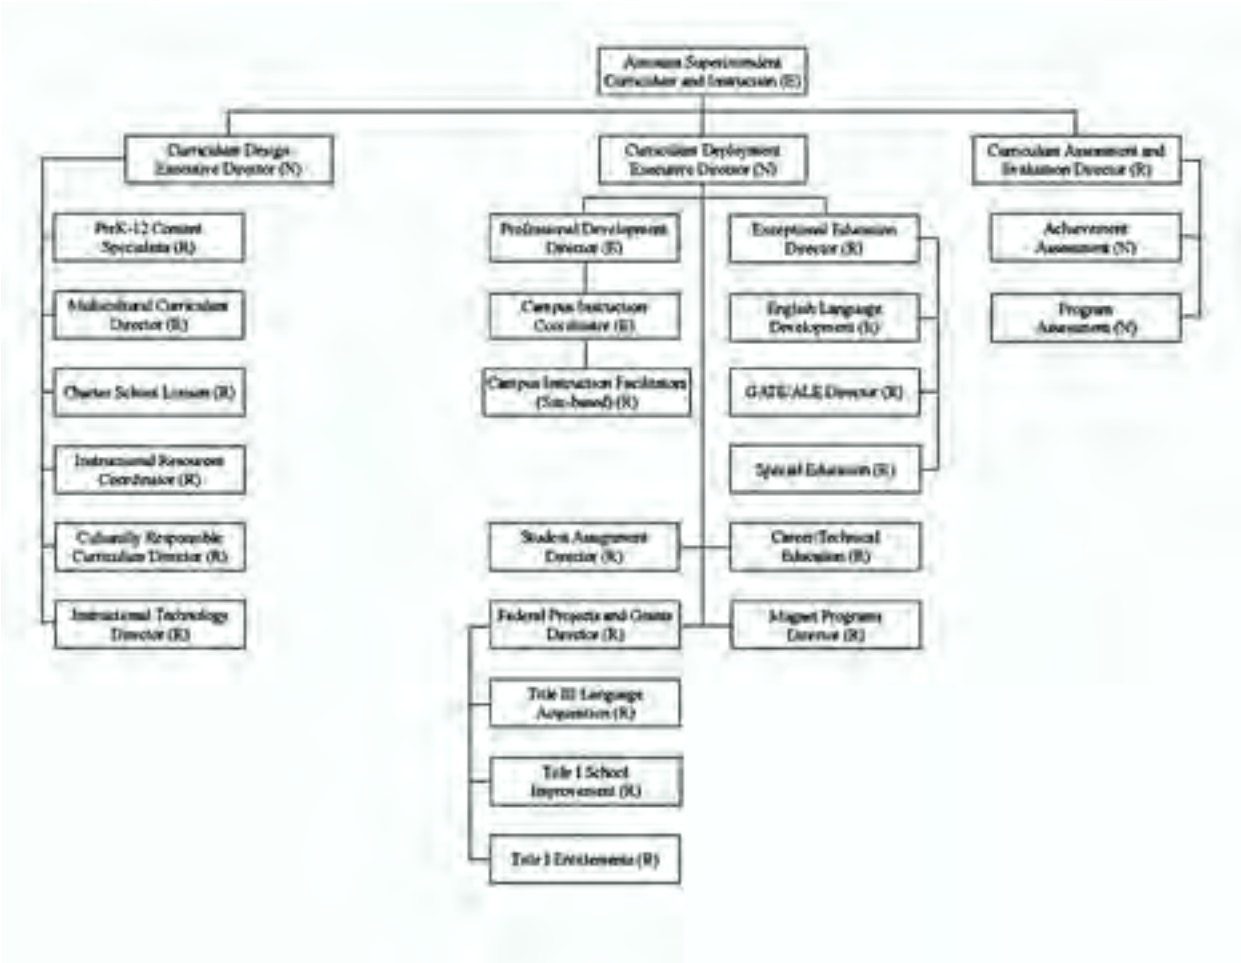 Assistant Superintendent
Curriculum and Instruction (E)
Curriculum Design
Executive Director (N)
Curriculum Deployment
Executive Director (N)
Curriculum Assessment and
Evaluation Director (R)
PreK-12 Content
Specialists (R)
Multicultural Curriculum
Director (R)
Charter School Liaison (R)
Instructional Resources
Coordinator (R)
Culturally Responsible
Curriculum Director (R)
Instructional Technology
Director (R)
Professional Development
Director (E)
Campus Instruction
Coordinator (E)
Campus Instruction Facilitators
(Site-based) (R)
Exceptional Education
Director (R)
English Language
Development (R)
GATE/ALE Director (R)
Special Education (R)
Student Assignment
Director (R)
Career/Technical
Education (R)
Federal Projects and Grants
Director (R)
Magnet Programs
Director (R)
Title III Language
Acquisition (R)
Title I School
Improvement (R)
Title I Entitlements (R)
Achievement
Assessment (N)
Program
Assessment (N)